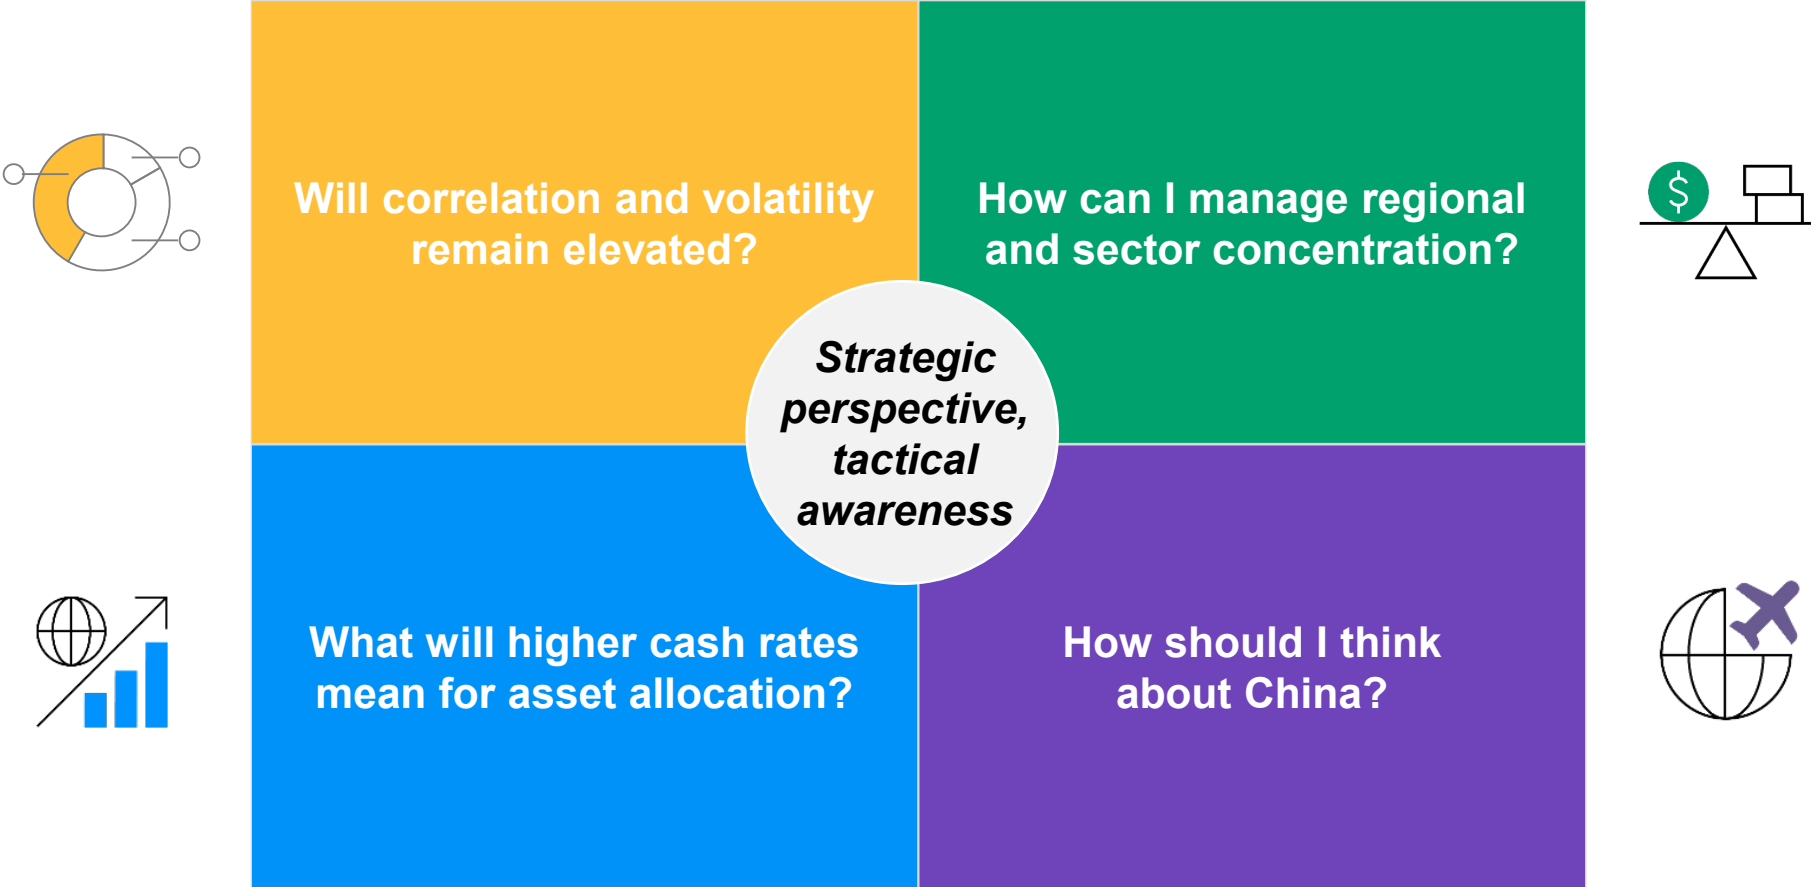 Will correlation and volatility
remain elevated?
How can I manage regional
and sector concentration?
$
Strategic
perspective,
tactical
awareness
What will higher cash rates
mean for asset allocation?
How should I think
about China?